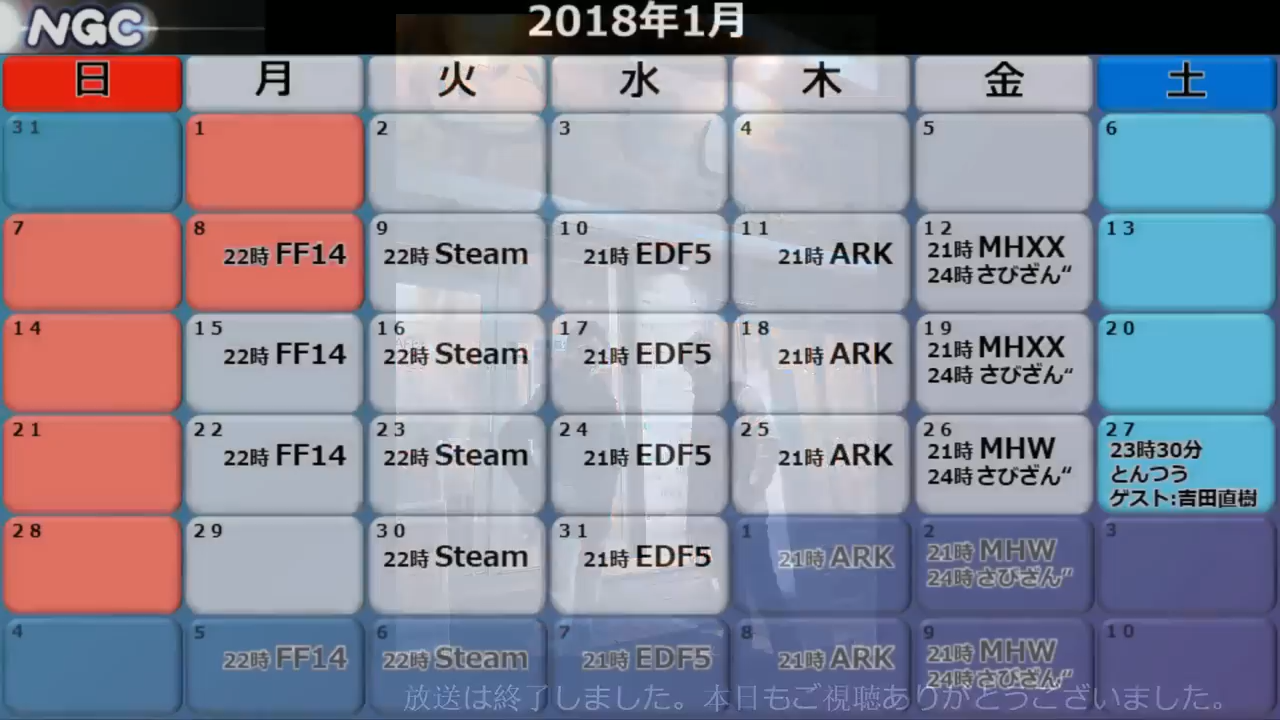 NGC
2018年1月
日 月 火 水 木 金 土
31 1 2 3 4 5 6
7 8 9 10 11 12 13
22時 FF14 22時 Steam 21時 EDF5 21時 ARK 21時 MHXX
24時 さびざん“
14 15 16 17 18 19 20
22時 FF14 22時 Steam 21時 EDF5 21時 ARK 21時 MHXX
24時 さびざん“
21 22 23 24 25 26 27
22時 FF14 22時 Steam 21時 EDF5 21時 ARK 21時 MHW 23時30分
24時 さびざん“ とんつう
ゲスト:吉田直樹
28 29 30 31 1 2 3
22時 Steam 21時 EDF5 21時 ARK 21時 MHW
24時 さびざん“
4 5 6 7 8 9 10
22時 FF14 22時 Steam 21時 EDF5 21時 ARK 21時 MHW
24時 さびざん“
放送は終了しました。本日もご視聴ありがとうございました。